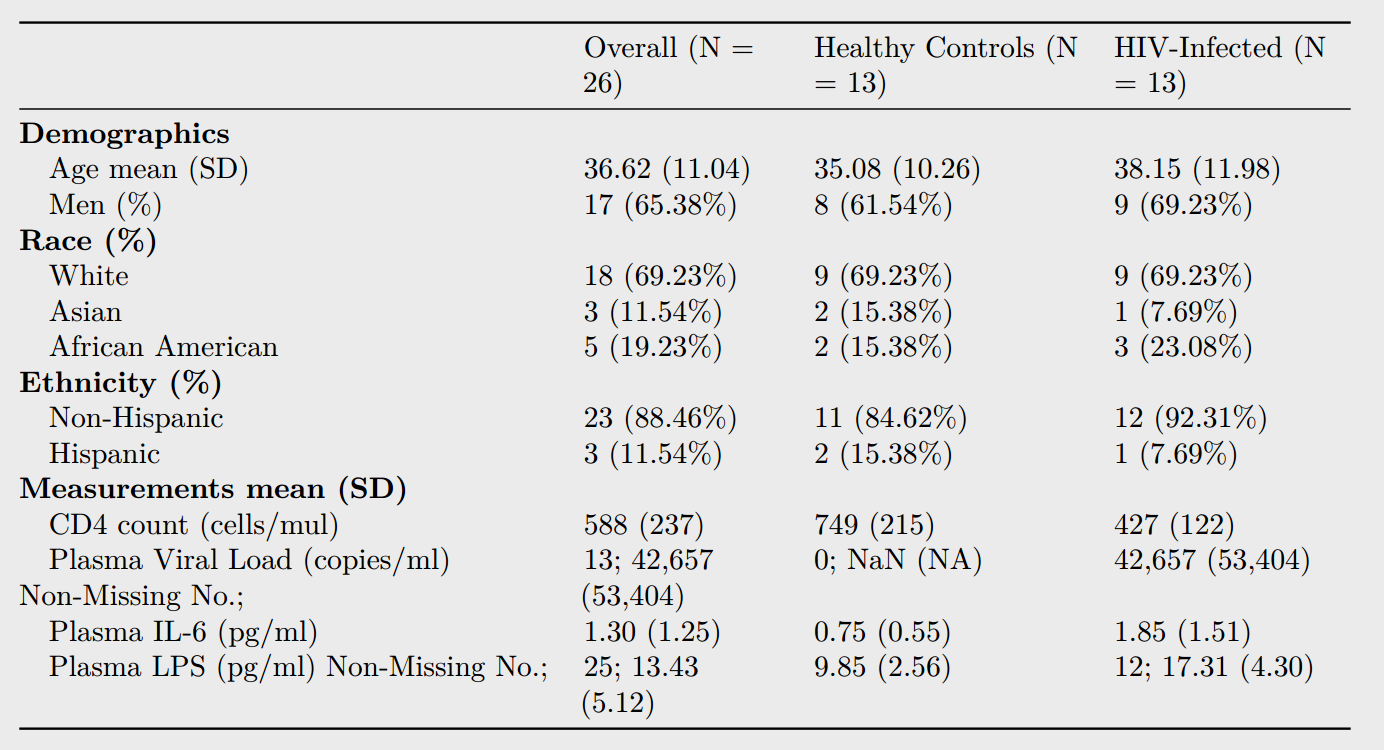 Overall (N = Healthy Controls (N HIV-Infected (N
26) = 13) = 13)
Demographics
Age mean (SD) 36.62 (11.04) 35.08 (10.26) 38.15 (11.98)
Men (%) 17 (65.38%) 8 (61.54%) 9 (69.23%)
Race (%)
White 18 (69.23%) 9 (69.23%) 9 (69.23%)
Asian 3 (11.54%) 2 (15.38%) 1 (7.69%)
African American 5 (19.23%) 2 (15.38%) 3 (23.08%)
Ethnicity (%)
Non-Hispanic 23 (88.46%) 11 (84.62%) 12 (92.31%)
Hispanic 3 (11.54%) 2 (15.38%) 1 (7.69%)
Measurements mean (SD)
CD4 count (cells/mul) 588 (237) 749 (215) 427 (122)
Plasma Viral Load (copies/ml) 13; 42,657 0; NaN (NA) 42,657 (53,404)
Non-Missing No.; (53,404)
Plasma IL-6 (pg/ml) 1.30 (1.25) 0.75 (0.55) 1.85 (1.51)
Plasma LPS (pg/ml) Non-Missing No.; 25; 13.43 9.85 (2.56) 12; 17.31 (4.30)
(5.12)